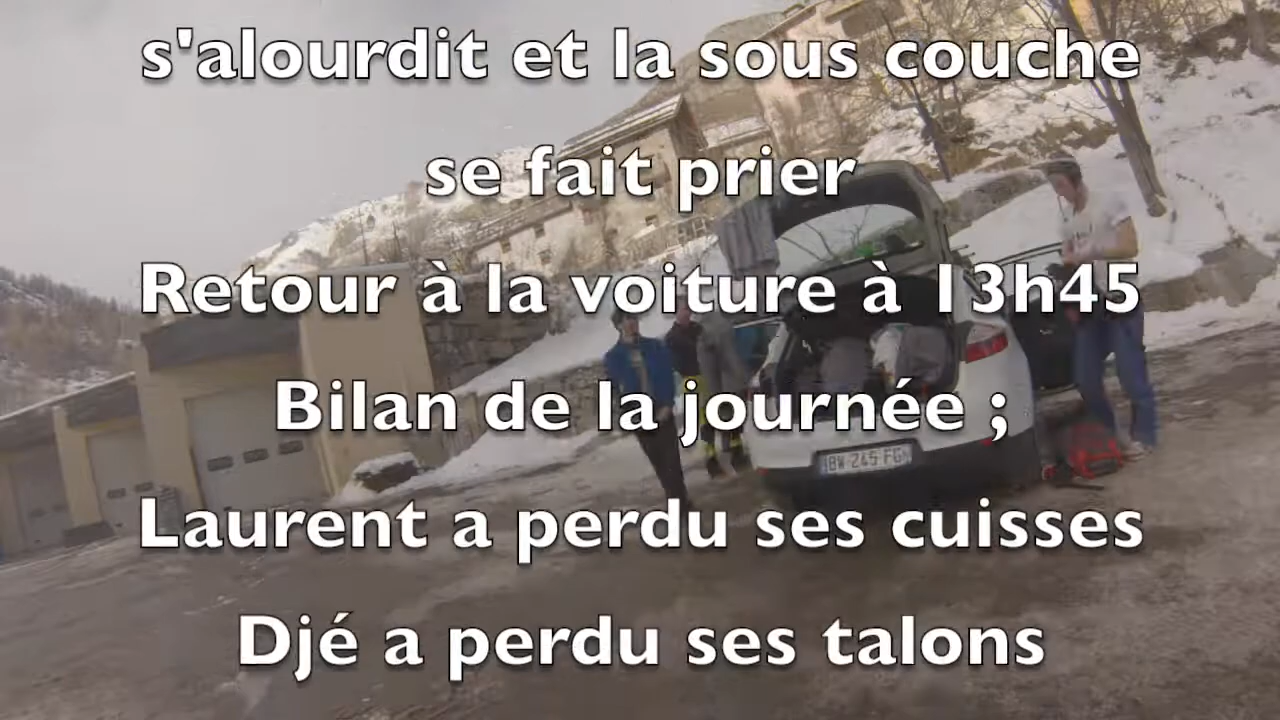 s'alourdit et la sous couche
se fait prier
Retour à la voiture à 13h45
Bilan de la journée ;
BW-245-FG
Laurent a perdu ses cuisses
Djé a perdu ses talons